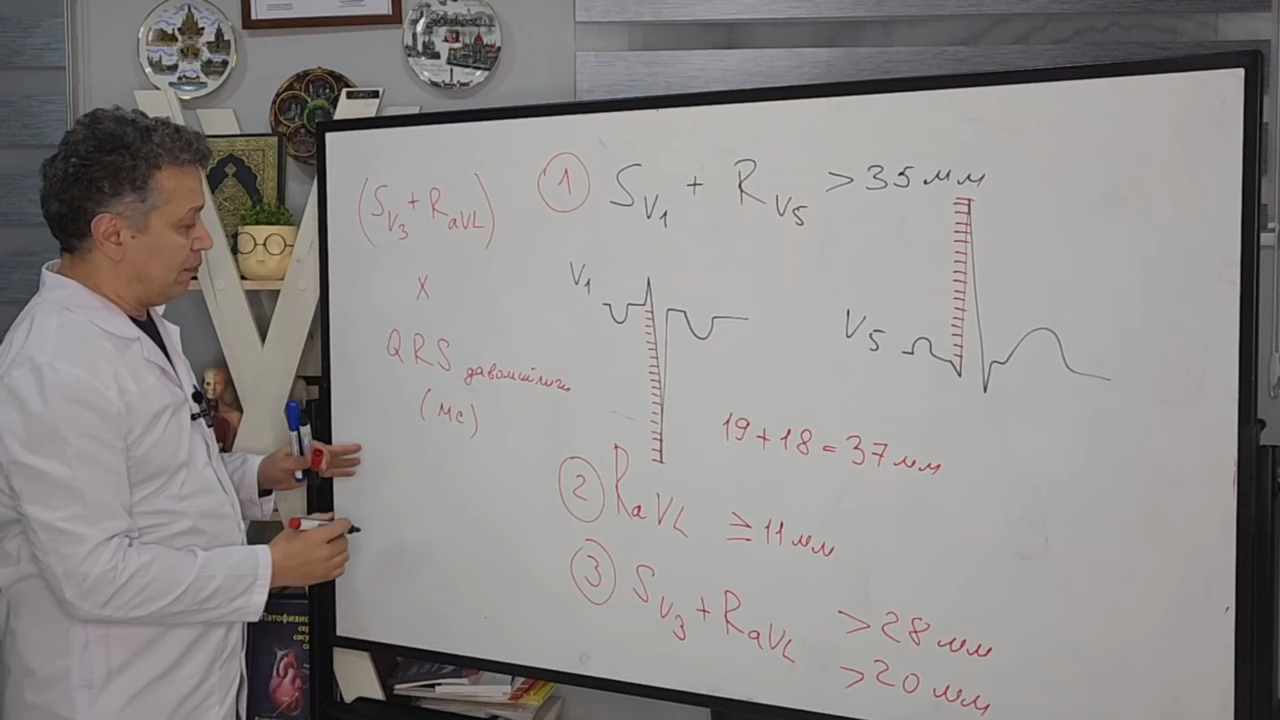 (S V3 + R aVL)
X
QRS давомийлиги
(мс)
① S V1 + R V5 > 35 мм
V1
V5
19 + 18 = 37 мм
② R aVL ≥ 11 мм
③ S V3 + R aVL > 28 мм
> 20 мм
Патофизио